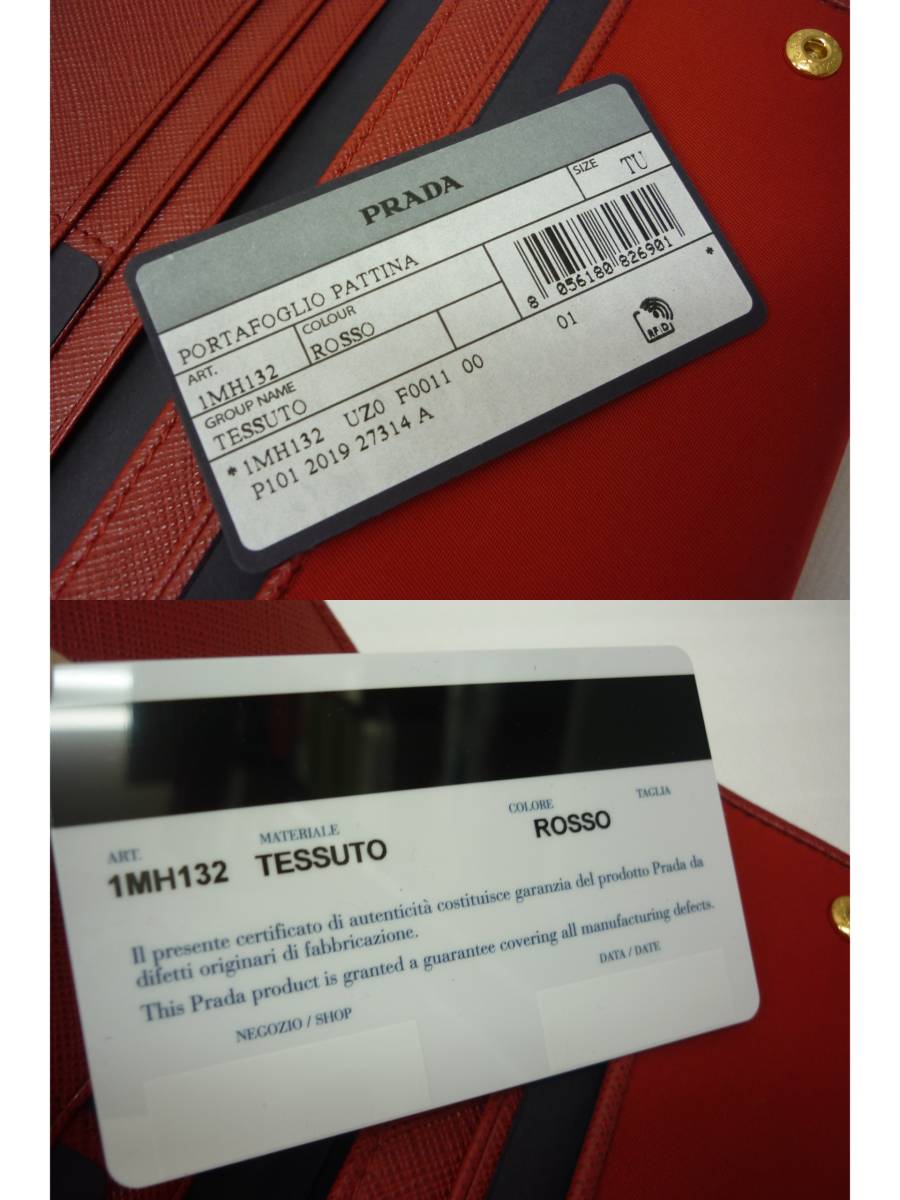 PRADA
PORTAFOGLIO PATTINA
SIZE
TU
ART.
1MH132
COLOUR
ROSSO
8 056180 826901
GROUP NAME
TESSUTO
*1MH132 UZ0 F0011 00 01 *
P101 2019 27314 A
RFiD
ART.
1MH132
MATERIALE
TESSUTO
COLORE
ROSSO
TAGLIA
Il presente certificato di autenticità costituisce garanzia del prodotto Prada da
difetti originari di fabbricazione.
This Prada product is granted a guarantee covering all manufacturing defects.
NEGOZIO / SHOP
DATA / DATE